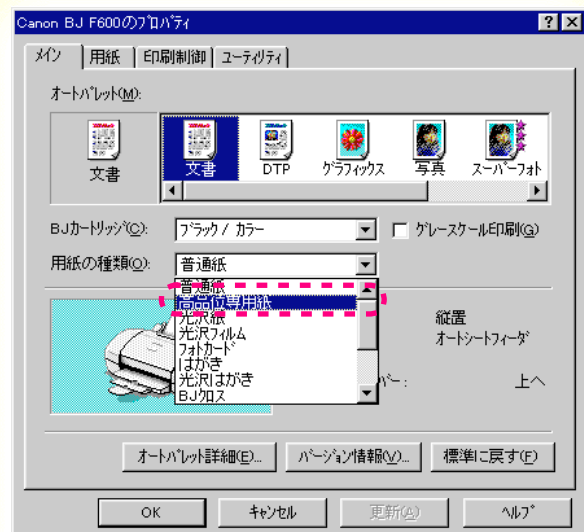 Canon BJ F600のプロパティ
メイン 用紙 印刷制御 ユーティリティ
オートパレット(M):
文書
文書 DTP グラフィックス 写真 スーパーフォト
BJカートリッジ(C): ブラック / カラー グレースケール印刷(G)
用紙の種類(O): 普通紙
普通紙
高品位専用紙
光沢紙
光沢フィルム
フォトカード
はがき
光沢はがき
BJクロス
縦置
オートシートフィーダ
バー: 上へ
オートパレット詳細(E)... バージョン情報(V)... 標準に戻す(F)
OK キャンセル 更新(A) ヘルプ